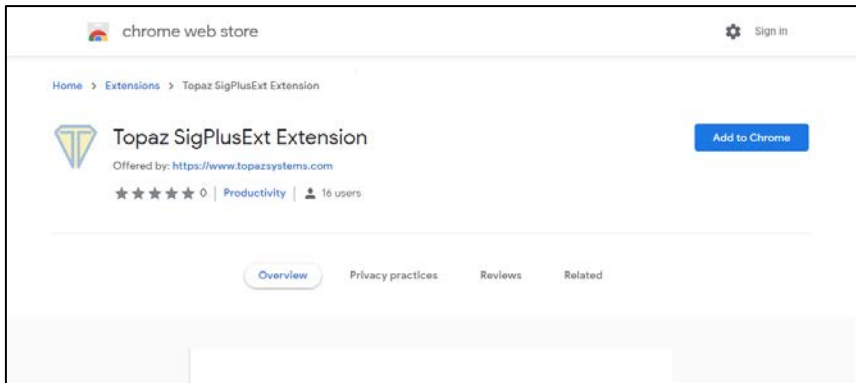 chrome web store
Sign in
Home > Extensions > Topaz SigPlusExt Extension
Topaz SigPlusExt Extension
Add to Chrome
Offered by: https://www.topazsystems.com
0 | Productivity | 16 users
Overview Privacy practices Reviews Related